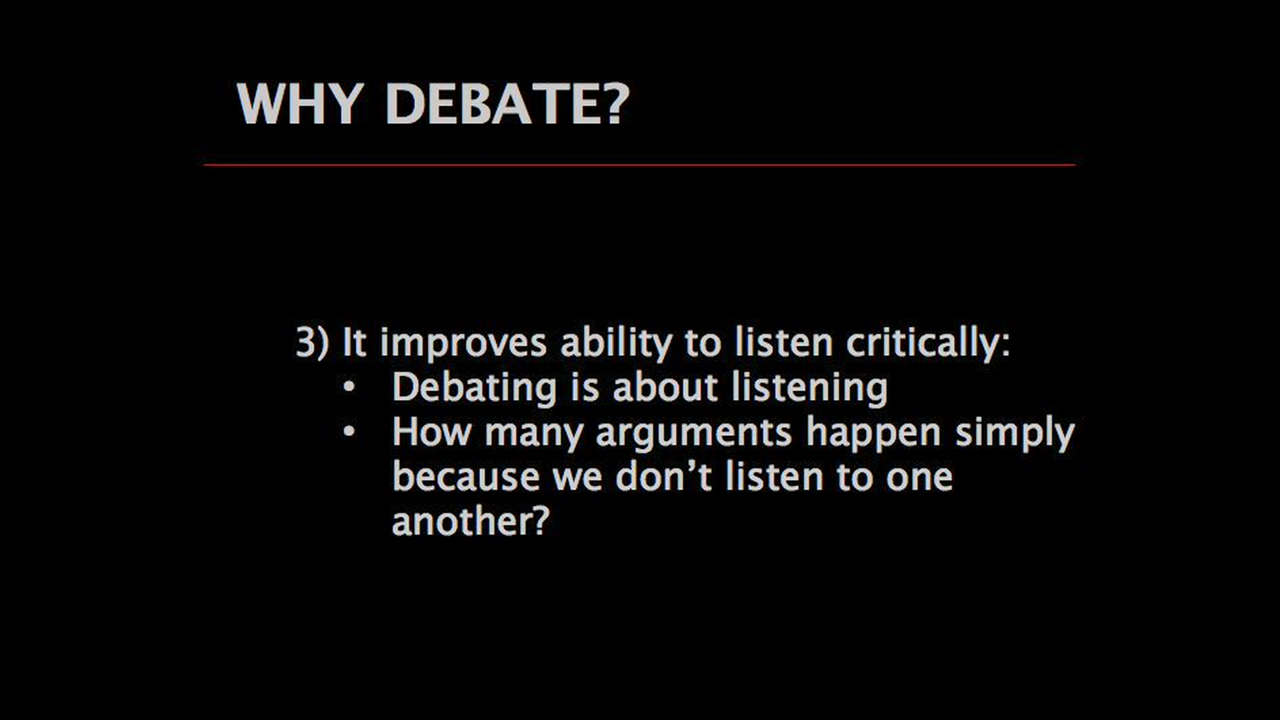 WHY DEBATE?
3) It improves ability to listen critically:
• Debating is about listening
• How many arguments happen simply
because we don’t listen to one
another?